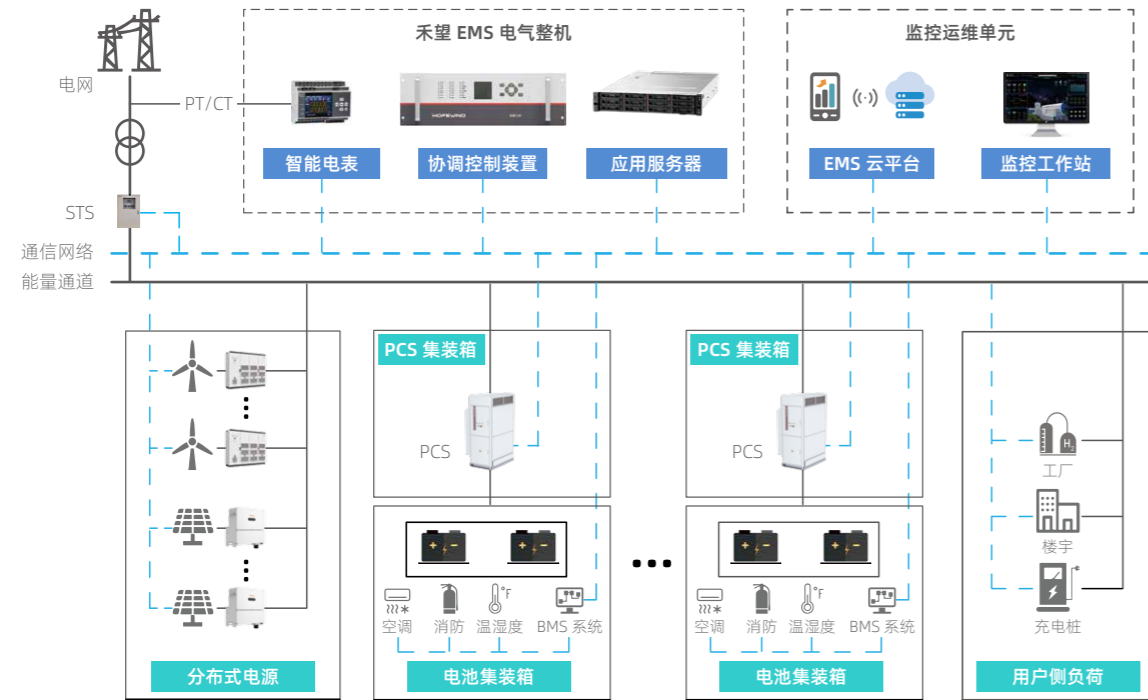 禾望 EMS 电气整机
监控运维单元
电网
PT/CT
HOPEWIND
智能电表
协调控制装置
应用服务器
EMS 云平台
监控工作站
STS
通信网络
能量通道
PCS 集装箱
PCS 集装箱
PCS
PCS
H₂
工厂
楼宇
充电桩
°F
°F
空调
消防
温湿度
BMS 系统
空调
消防
温湿度
BMS 系统
分布式电源
电池集装箱
电池集装箱
用户侧负荷